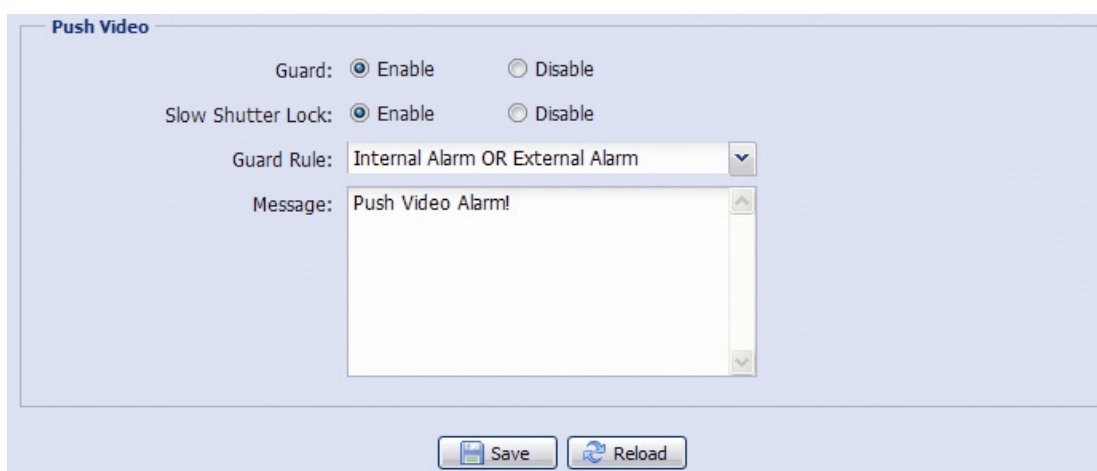 Push Video
Guard: Enable Disable
Slow Shutter Lock: Enable Disable
Guard Rule: Internal Alarm OR External Alarm
Message: Push Video Alarm!
Save Reload